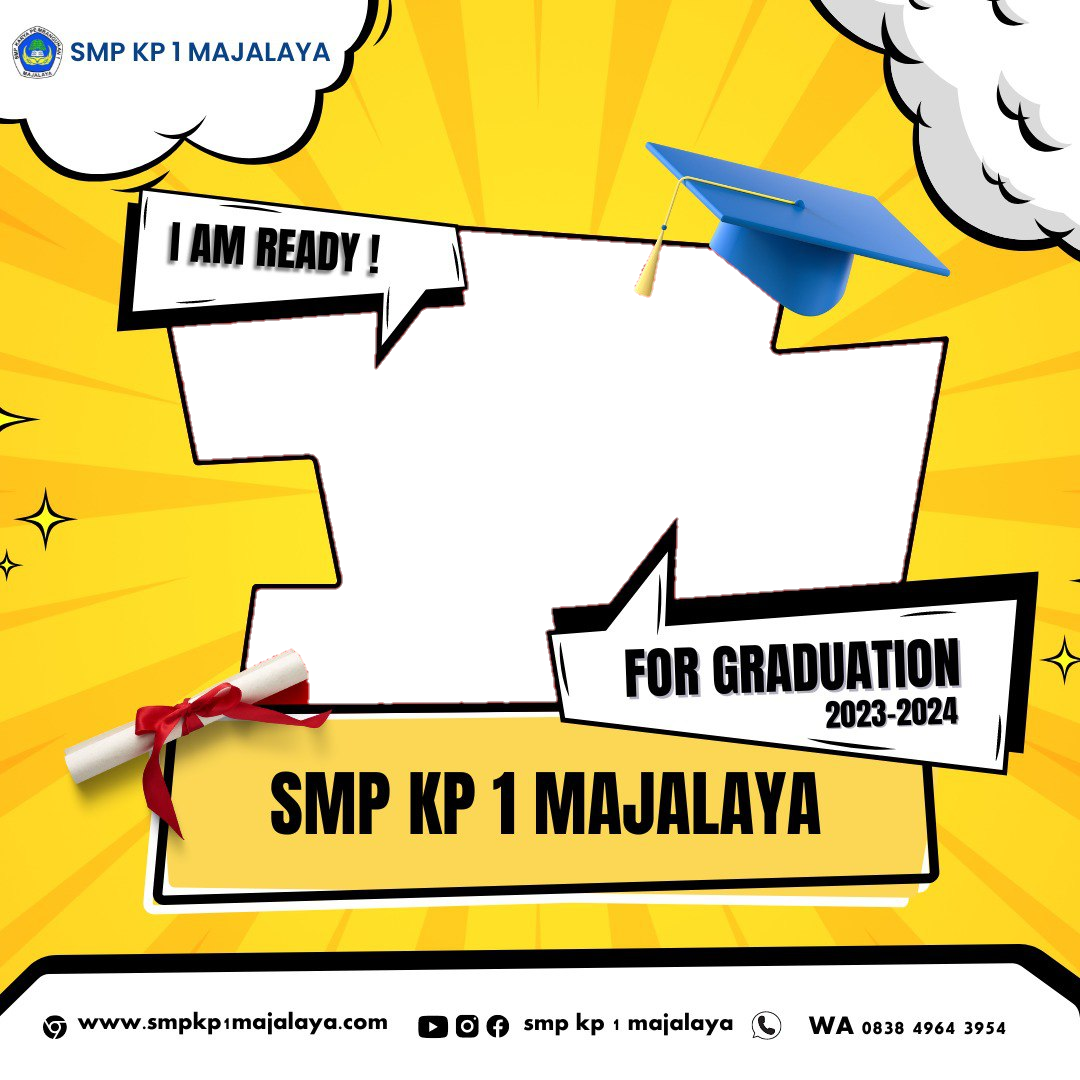 SMP KP 1 MAJALAYA
I AM READY !
FOR GRADUATION
2023-2024
SMP KP 1 MAJALAYA
www.smpkp1majalaya.com
smp kp 1 majalaya
WA 0838 4964 3954